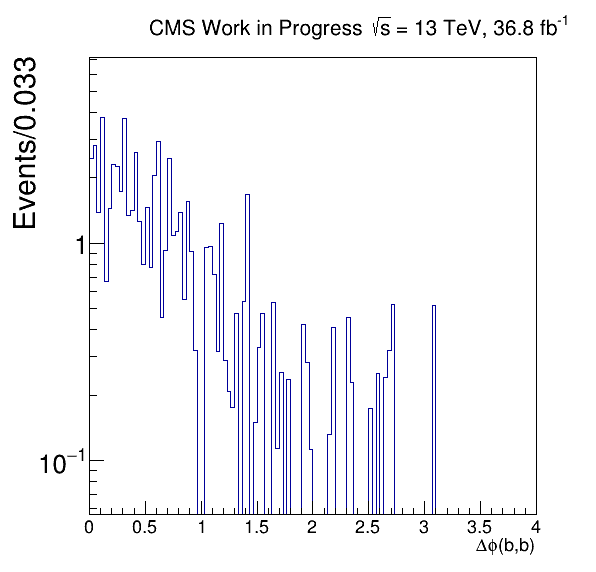 CMS Work in Progress √s = 13 TeV, 36.8 fb⁻¹
Events/0.033
1
10⁻¹
0 0.5 1 1.5 2 2.5 3 3.5 4
Δϕ(b,b)